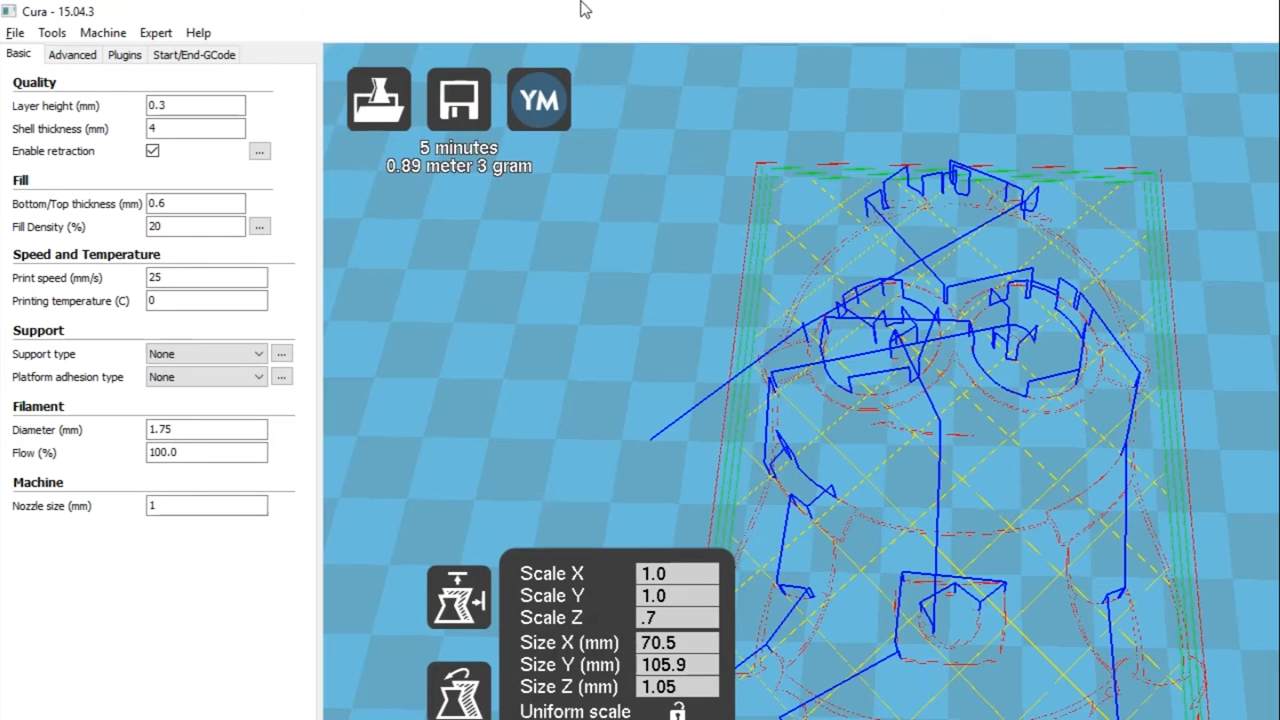 Cura - 15.04.3
File Tools Machine Expert Help
Basic Advanced Plugins Start/End-GCode
Quality
Layer height (mm) 0.3
Shell thickness (mm) 4
Enable retraction ...
Fill
Bottom/Top thickness (mm) 0.6
Fill Density (%) 20 ...
Speed and Temperature
Print speed (mm/s) 25
Printing temperature (C) 0
Support
Support type None ...
Platform adhesion type None ...
Filament
Diameter (mm) 1.75
Flow (%) 100.0
Machine
Nozzle size (mm) 1
YM
5 minutes
0.89 meter 3 gram
Scale X 1.0
Scale Y 1.0
Scale Z .7
Size X (mm) 70.5
Size Y (mm) 105.9
Size Z (mm) 1.05
Uniform scale